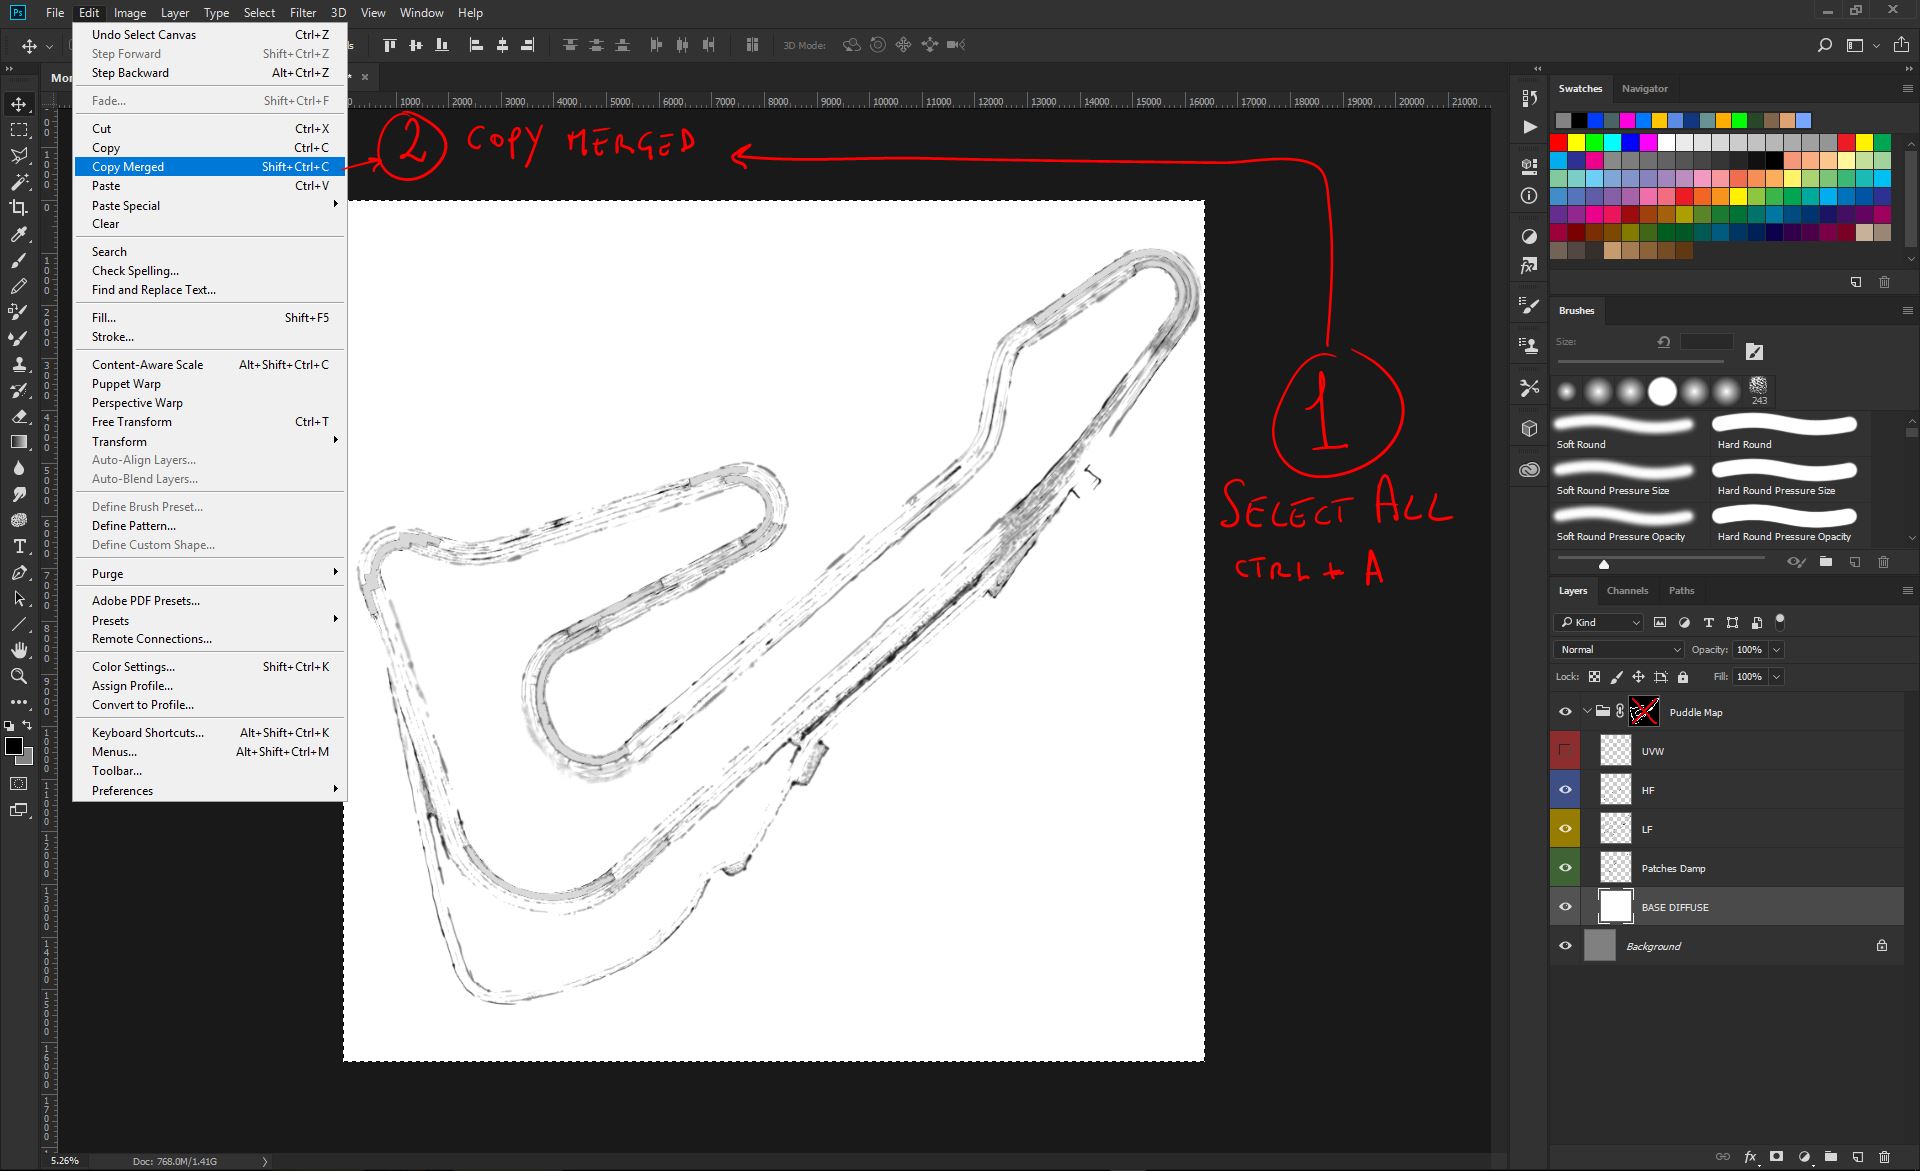 Ps File Edit Image Layer Type Select Filter 3D View Window Help
3D Mode:
Undo Select Canvas Ctrl+Z
Step Forward Shift+Ctrl+Z
Step Backward Alt+Ctrl+Z
Fade... Shift+Ctrl+F
Cut Ctrl+X
Copy Ctrl+C
Copy Merged Shift+Ctrl+C
Paste Ctrl+V
Paste Special
Clear
Search
Check Spelling...
Find and Replace Text...
Fill... Shift+F5
Stroke...
Content-Aware Scale Alt+Shift+Ctrl+C
Puppet Warp
Perspective Warp
Free Transform Ctrl+T
Transform
Auto-Align Layers...
Auto-Blend Layers...
Define Brush Preset...
Define Pattern...
Define Custom Shape...
Purge
Adobe PDF Presets...
Presets
Remote Connections...
Color Settings... Shift+Ctrl+K
Assign Profile...
Convert to Profile...
Keyboard Shortcuts... Alt+Shift+Ctrl+K
Menus... Alt+Shift+Ctrl+M
Toolbar...
Preferences
1000 2000 3000 4000 5000 6000 7000 8000 9000 10000 11000 12000 13000 14000 15000 16000 17000 18000 19000 20000 21000
2 COPY MERGED
1
SELECT ALL
CTRL + A
Swatches Navigator
Brushes
Size:
243
Soft Round Hard Round
Soft Round Pressure Size Hard Round Pressure Size
Soft Round Pressure Opacity Hard Round Pressure Opacity
Layers Channels Paths
Kind
Normal Opacity: 100%
Lock: Fill: 100%
Puddle Map
UVW
HF
LF
Patches Damp
BASE DIFFUSE
Background
fx
5.26% Doc: 768.0M/1.41G